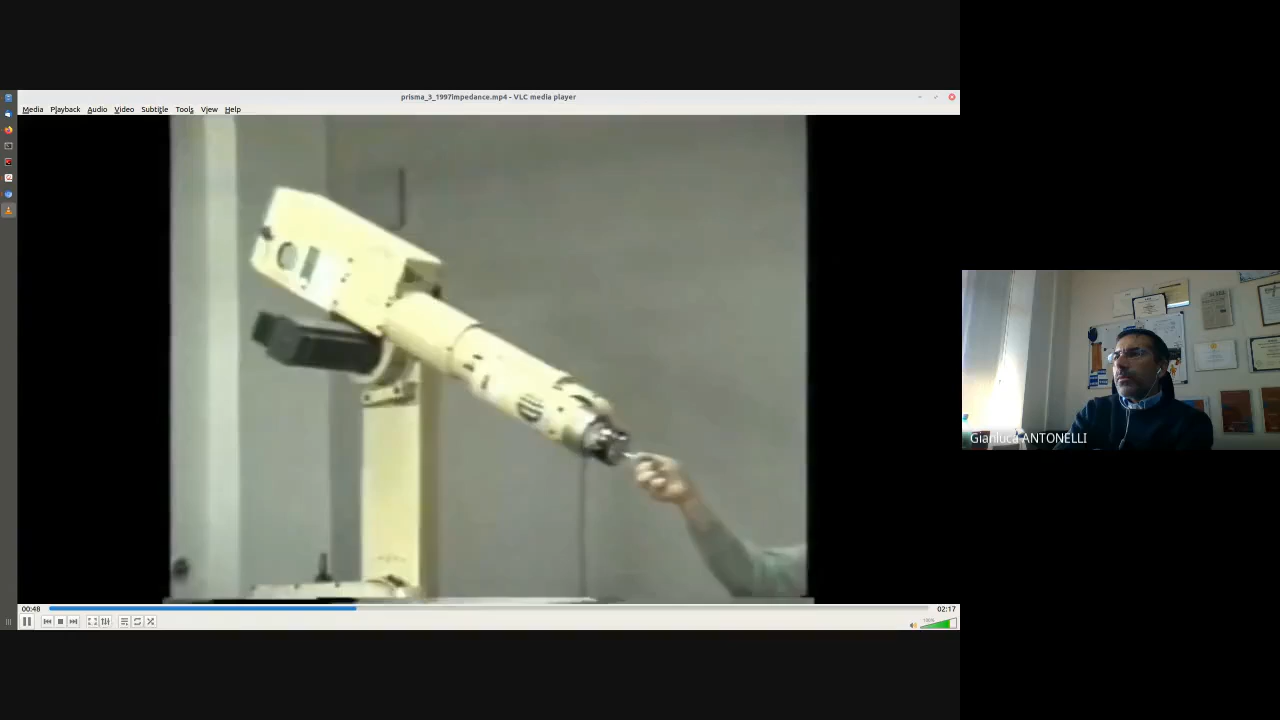 prisma_3_1997impedance.mp4 - VLC media player
Media Playback Audio Video Subtitle Tools View Help
Gianluca ANTONELLI
00:48
02:17
100%